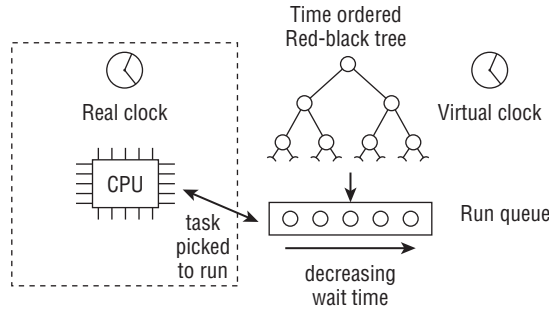 Time ordered
Red-black tree
Real clock
Virtual clock
CPU
task
picked
to run
Run queue
decreasing
wait time